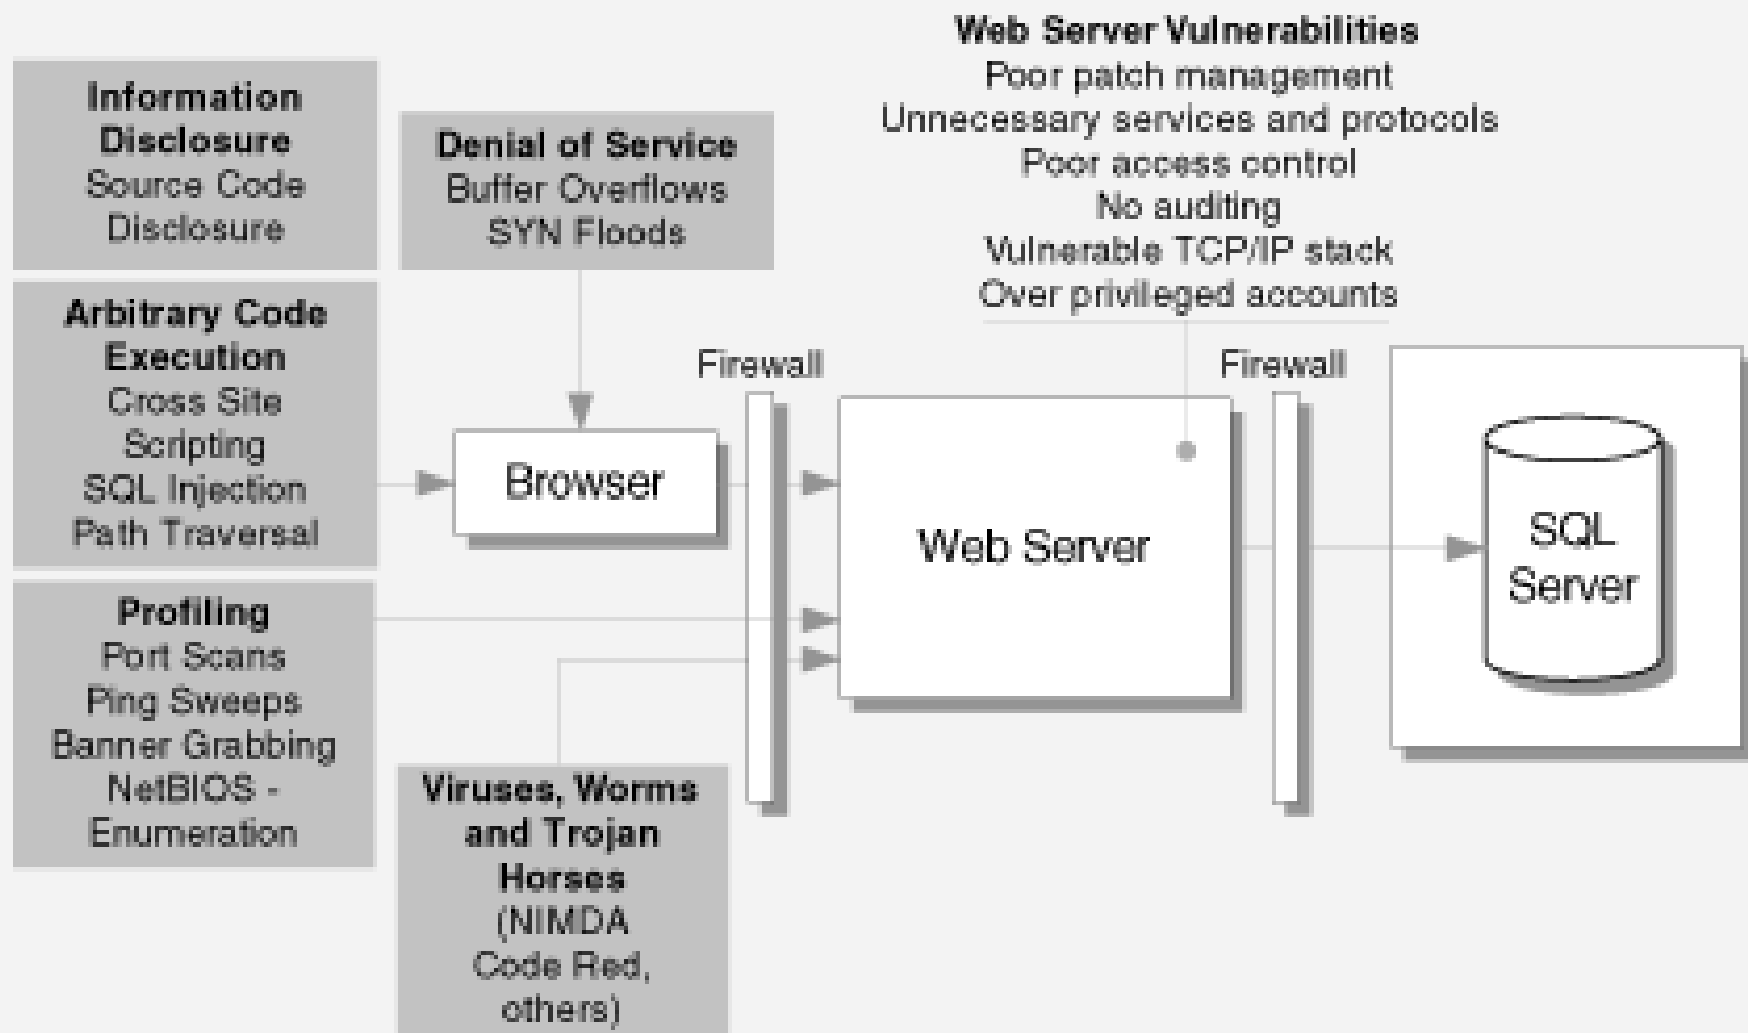 Information
Disclosure
Source Code
Disclosure
Arbitrary Code
Execution
Cross Site
Scripting
SQL Injection
Path Traversal
Profiling
Port Scans
Ping Sweeps
Banner Grabbing
NetBIOS -
Enumeration
Denial of Service
Buffer Overflows
SYN Floods
Browser
Viruses, Worms
and Trojan
Horses
(NIMDA
Code Red,
others)
Firewall
Web Server Vulnerabilities
Poor patch management
Unnecessary services and protocols
Poor access control
No auditing
Vulnerable TCP/IP stack
Over privileged accounts
Web Server
Firewall
SQL
Server